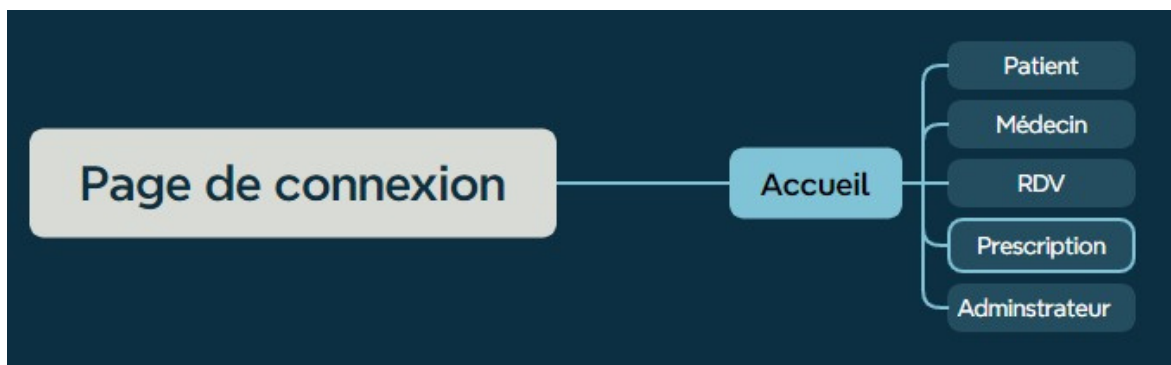 Page de connexion
Accueil
Patient
Médecin
RDV
Prescription
Adminstrateur